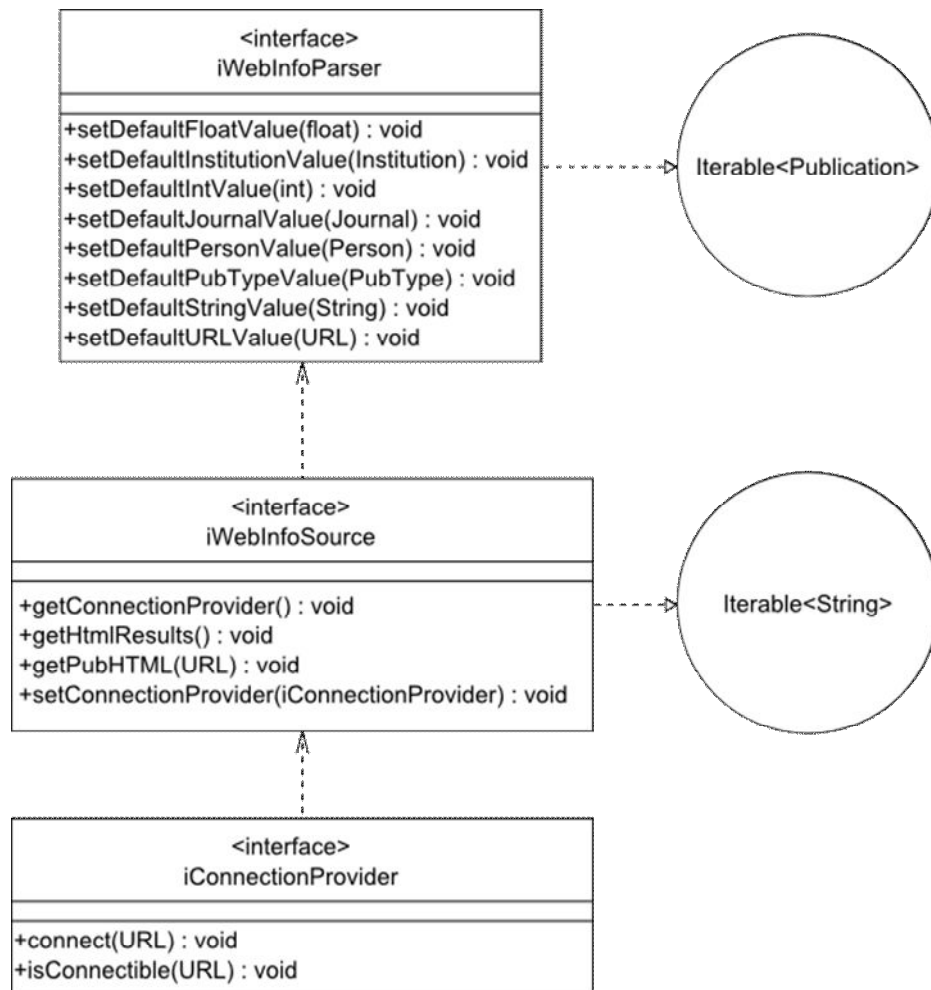 <interface>
iWebInfoParser
+setDefaultFloatValue(float) : void
+setDefaultInstitutionValue(Institution) : void
+setDefaultIntValue(int) : void
+setDefaultJournalValue(Journal) : void
+setDefaultPersonValue(Person) : void
+setDefaultPubTypeValue(PubType) : void
+setDefaultStringValue(String) : void
+setDefaultURLValue(URL) : void
Iterable<Publication>
<interface>
iWebInfoSource
+getConnectionProvider() : void
+getHtmlResults() : void
+getPubHTML(URL) : void
+setConnectionProvider(iConnectionProvider) : void
Iterable<String>
<interface>
iConnectionProvider
+connect(URL) : void
+isConnectible(URL) : void